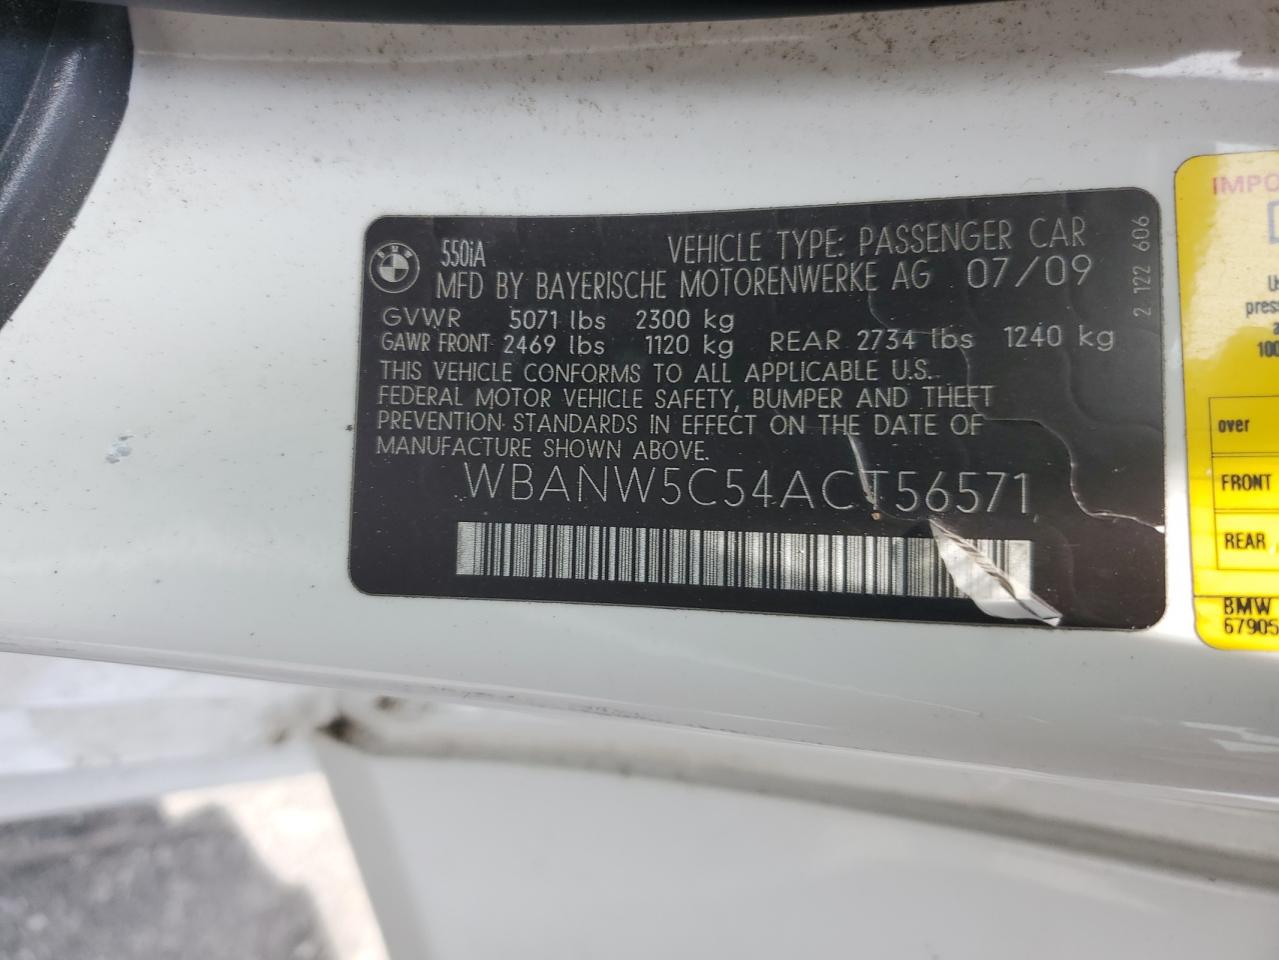 550iA
VEHICLE TYPE: PASSENGER CAR
MFD BY BAYERISCHE MOTORENWERKE AG 07/09
GVWR 5071 lbs 2300 kg
GAWR FRONT 2469 lbs 1120 kg REAR 2734 lbs 1240 kg
THIS VEHICLE CONFORMS TO ALL APPLICABLE U.S.
FEDERAL MOTOR VEHICLE SAFETY, BUMPER AND THEFT
PREVENTION STANDARDS IN EFFECT ON THE DATE OF
MANUFACTURE SHOWN ABOVE.
WBANW5C54ACT56571
2 122 606
over
FRONT
REAR
BMW